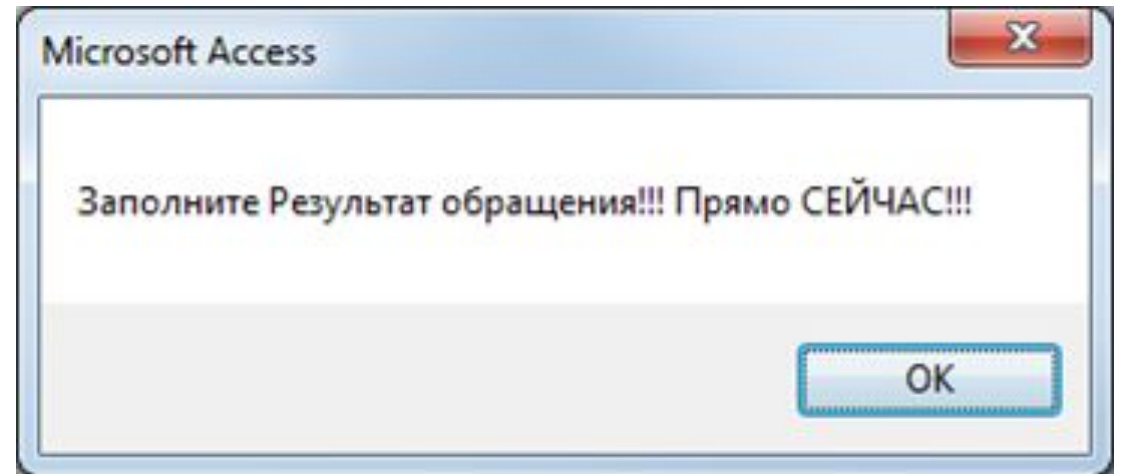 Microsoft Access
Заполните Результат обращения!!! Прямо СЕЙЧАС!!!
OK